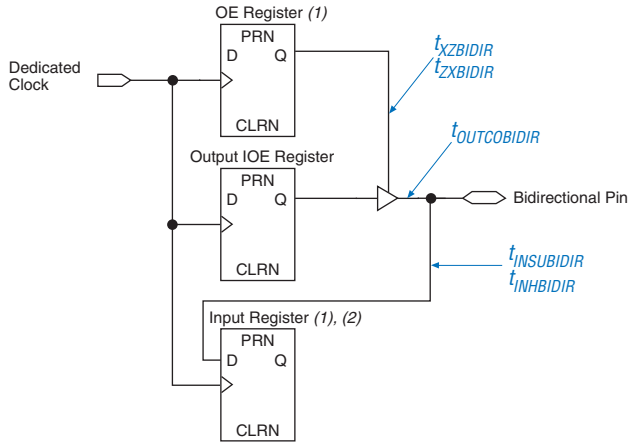 OE Register (1)
PRN
D Q
CLRN
Dedicated
Clock
tXZBIDIR
tZXBIDIR
tOUTCOBIDIR
Output IOE Register
PRN
D Q
CLRN
Bidirectional Pin
tINSUBIDIR
tINHBIDIR
Input Register (1), (2)
PRN
D Q
CLRN